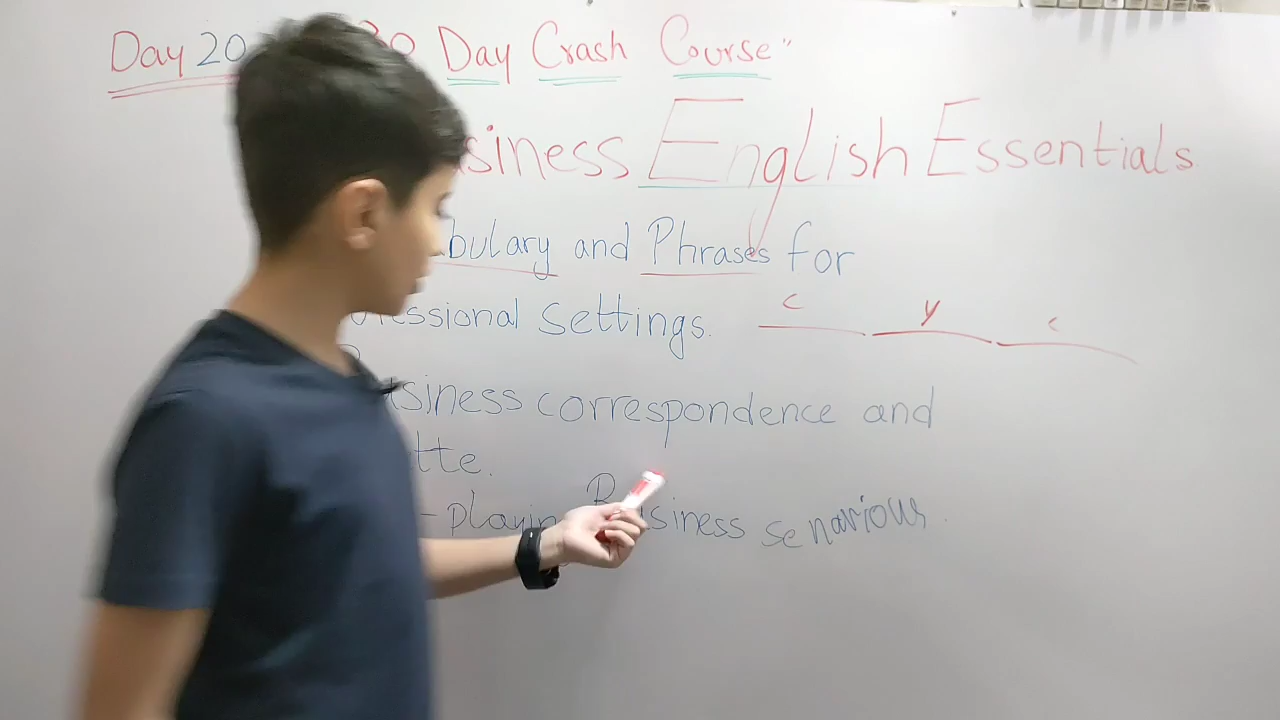 Day 20 30 Day Crash Course"
siness English Essentials
bulary and Phrases for
essional settings.
c y c
siness correspondence and
tte.
-playin Business senarious.